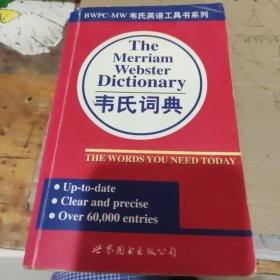 BWPC-MW 韦氏英语工具书系列
The
Merriam
Webster
Dictionary
韦氏词典
THE WORDS YOU NEED TODAY
• Up-to-date
• Clear and precise
• Over 60,000 entries
世界图书出版公司